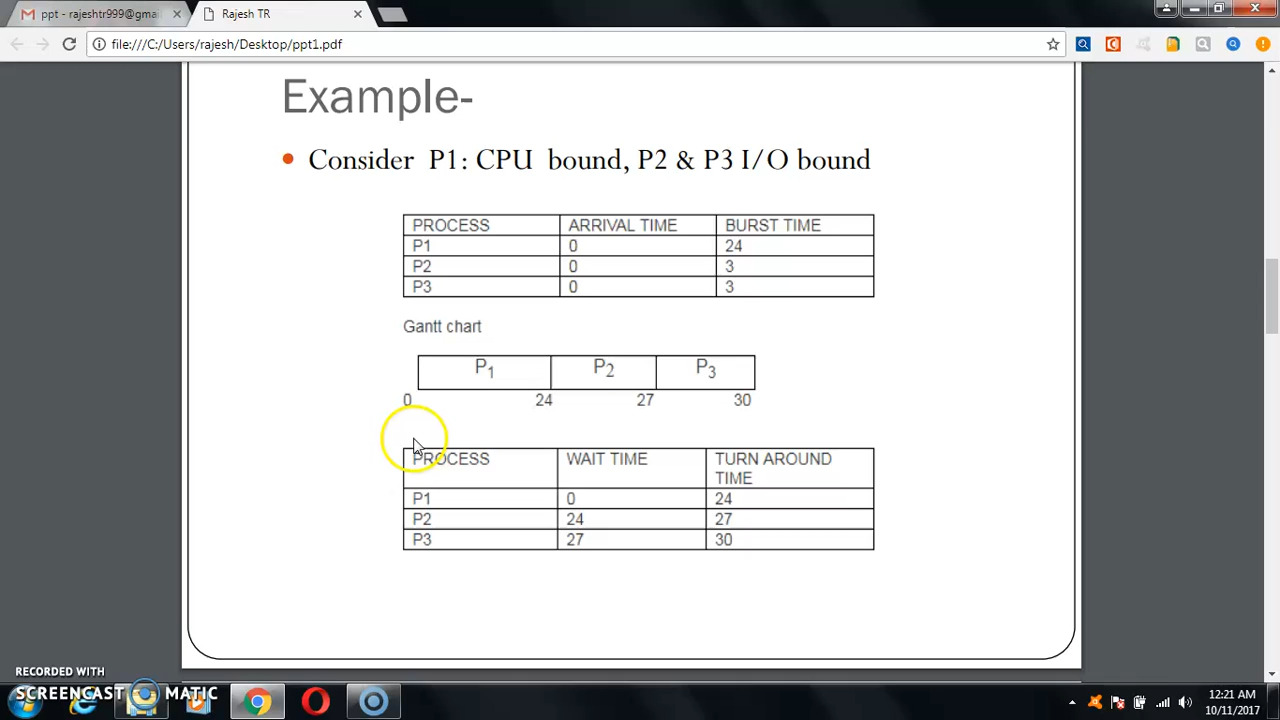 ppt - rajeshtr999@gmai
Rajesh TR
file:///C:/Users/rajesh/Desktop/ppt1.pdf
Example-
• Consider P1: CPU bound, P2 & P3 I/O bound
PROCESS ARRIVAL TIME BURST TIME
P1 0 24
P2 0 3
P3 0 3
Gantt chart
P1 P2 P3
0 24 27 30
PROCESS WAIT TIME TURN AROUND TIME
P1 0 24
P2 24 27
P3 27 30
RECORDED WITH
SCREENCAST MATIC
12:21 AM
10/11/2017